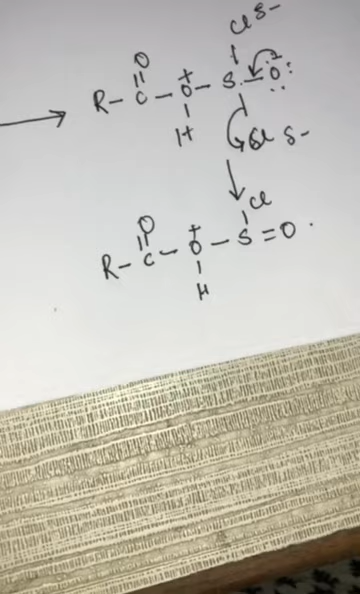 Cl δ-
O
R - C - O + - S - O :
H
Cl δ-
Cl
O
R - C - O + - S = O .
H